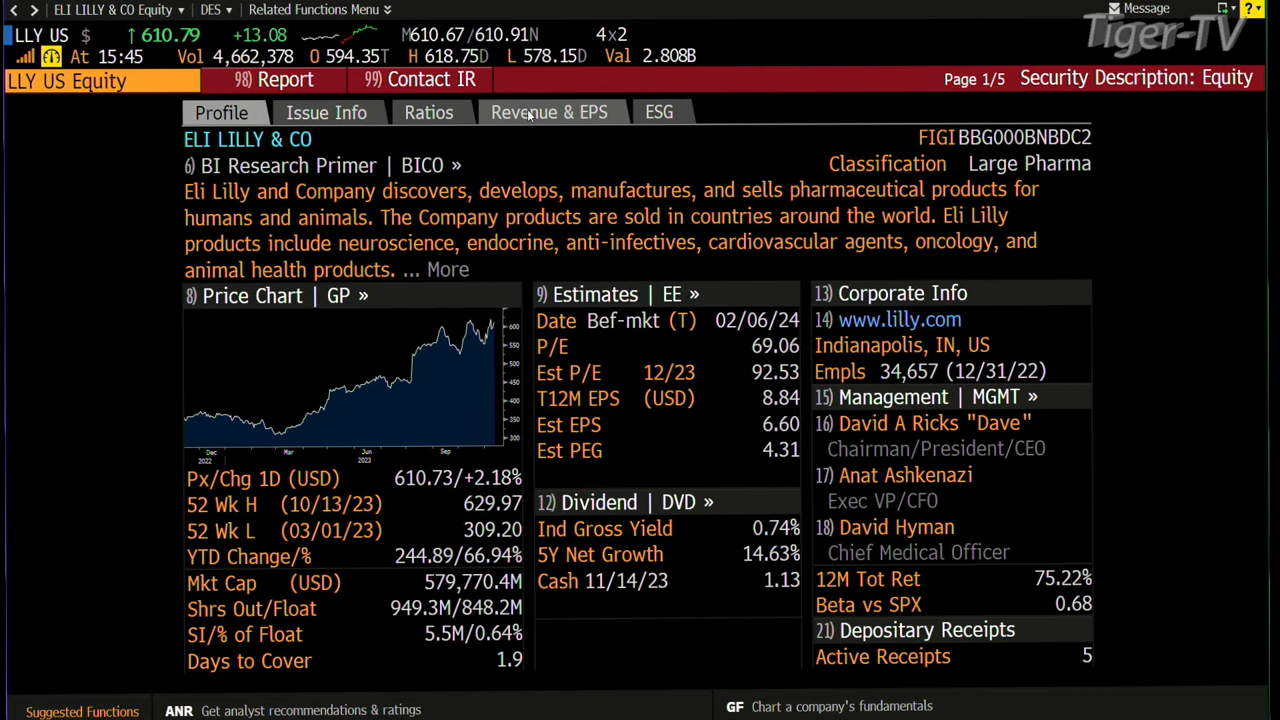 ELI LILLY & CO Equity DES Related Functions Menu Message
Tiger-TV
LLY US $ ↑ 610.79 +13.08 M610.67/610.91N 4x2
At 15:45 Vol 4,662,378 O 594.35T H 618.75D L 578.15D Val 2.808B
LLY US Equity 98) Report 99) Contact IR Page 1/5 Security Description: Equity
Profile Issue Info Ratios Revenue & EPS ESG
ELI LILLY & CO FIGI BBG000BNBDC2
6) BI Research Primer | BICO » Classification Large Pharma
Eli Lilly and Company discovers, develops, manufactures, and sells pharmaceutical products for
humans and animals. The Company products are sold in countries around the world. Eli Lilly
products include neuroscience, endocrine, anti-infectives, cardiovascular agents, oncology, and
animal health products. ... More
8) Price Chart | GP »
600
550
500
450
400
350
300
Dec Mar Jun Sep
2022 2023
Px/Chg 1D (USD) 610.73/+2.18%
52 Wk H (10/13/23) 629.97
52 Wk L (03/01/23) 309.20
YTD Change/% 244.89/66.94%
Mkt Cap (USD) 579,770.4M
Shrs Out/Float 949.3M/848.2M
SI/% of Float 5.5M/0.64%
Days to Cover 1.9
9) Estimates | EE »
Date Bef-mkt (T) 02/06/24
P/E 69.06
Est P/E 12/23 92.53
T12M EPS (USD) 8.84
Est EPS 6.60
Est PEG 4.31
12) Dividend | DVD »
Ind Gross Yield 0.74%
5Y Net Growth 14.63%
Cash 11/14/23 1.13
13) Corporate Info
14) www.lilly.com
Indianapolis, IN, US
Empls 34,657 (12/31/22)
15) Management | MGMT »
16) David A Ricks "Dave"
Chairman/President/CEO
17) Anat Ashkenazi
Exec VP/CFO
18) David Hyman
Chief Medical Officer
12M Tot Ret 75.22%
Beta vs SPX 0.68
21) Depositary Receipts
Active Receipts 5
Suggested Functions ANR Get analyst recommendations & ratings GF Chart a company's fundamentals